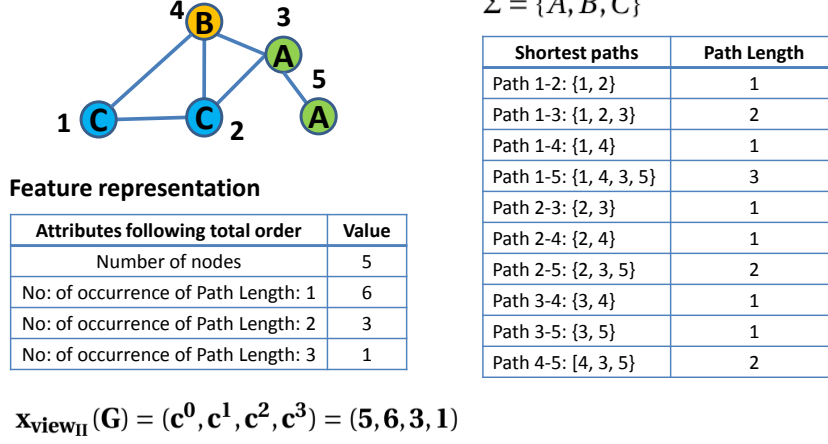 4 B 3
A
5
1 C C 2 A
Σ = {A, B, C}
Shortest paths Path Length
Path 1-2: {1, 2} 1
Path 1-3: {1, 2, 3} 2
Path 1-4: {1, 4} 1
Path 1-5: {1, 4, 3, 5} 3
Path 2-3: {2, 3} 1
Path 2-4: {2, 4} 1
Path 2-5: {2, 3, 5} 2
Path 3-4: {3, 4} 1
Path 3-5: {3, 5} 1
Path 4-5: [4, 3, 5} 2
Feature representation
Attributes following total order Value
Number of nodes 5
No: of occurrence of Path Length: 1 6
No: of occurrence of Path Length: 2 3
No: of occurrence of Path Length: 3 1
x_view_II(G) = (c⁰, c¹, c², c³) = (5, 6, 3, 1)